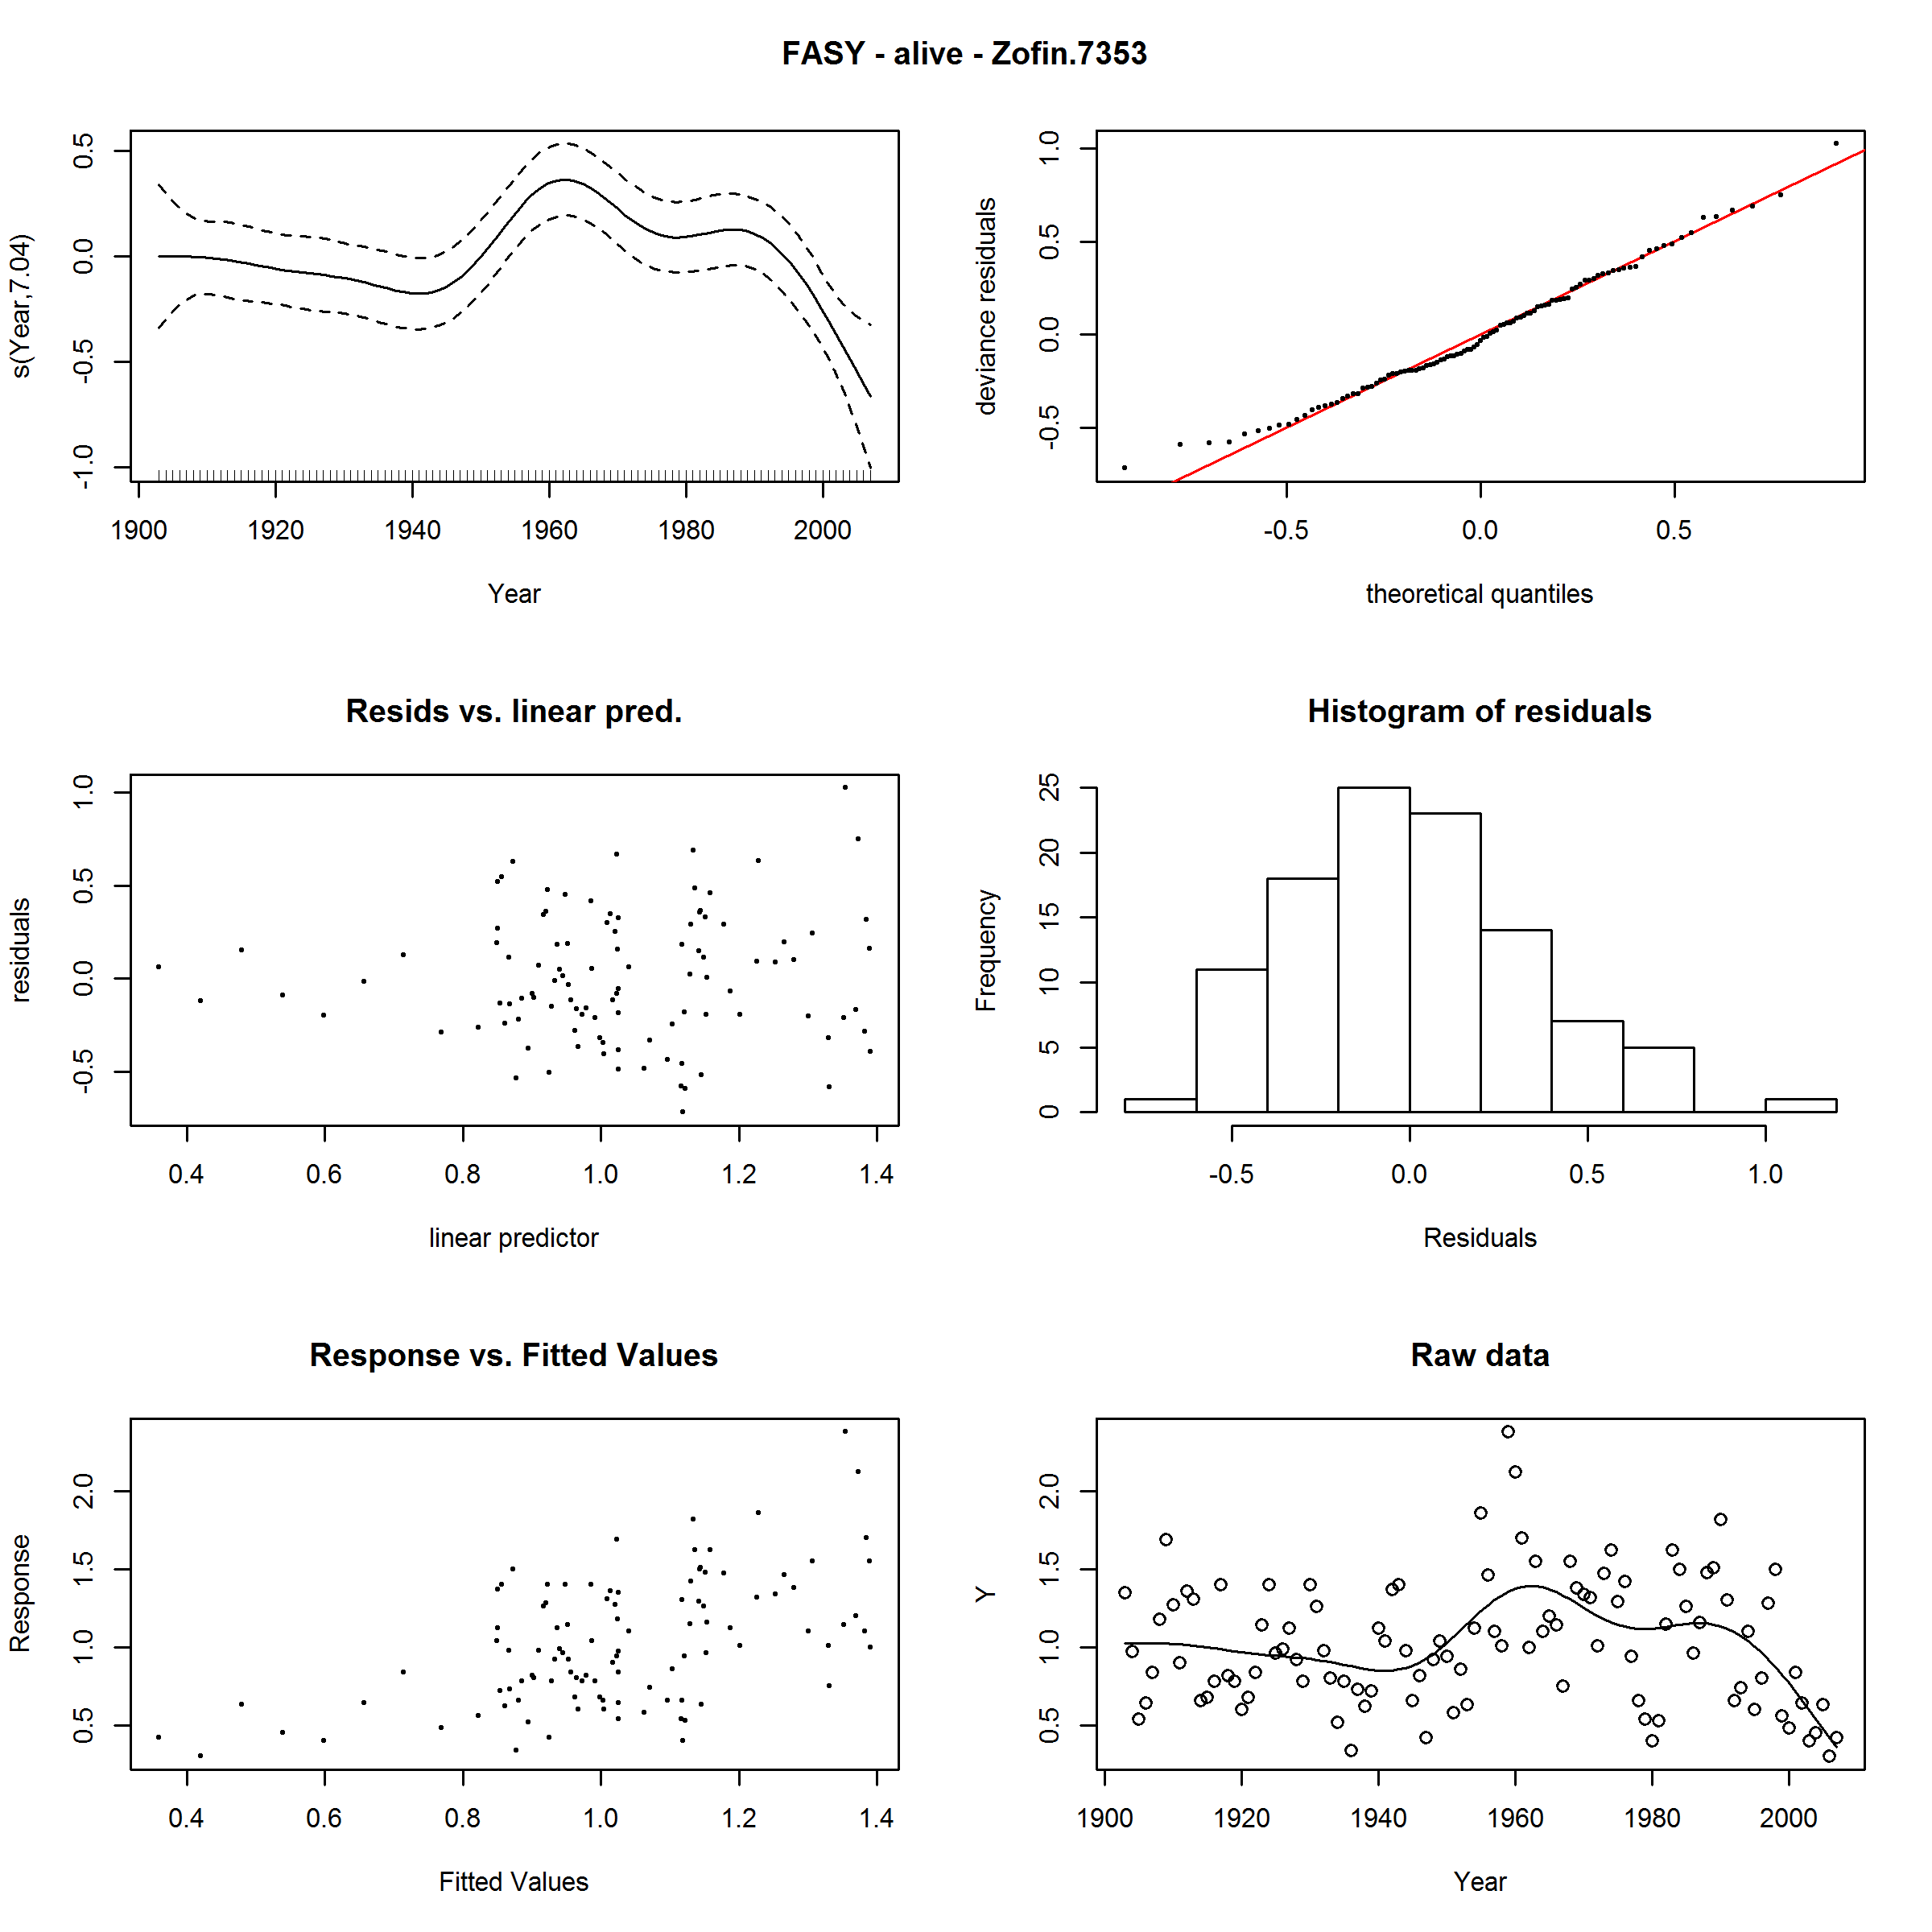 FASY - alive - Zofin.7353
s(Year,7.04)
0.5
0.0
-0.5
-1.0
1900 1920 1940 1960 1980 2000
Year
deviance residuals
1.0
0.5
0.0
-0.5
-0.5 0.0 0.5
theoretical quantiles
Resids vs. linear pred.
residuals
1.0
0.5
0.0
-0.5
0.4 0.6 0.8 1.0 1.2 1.4
linear predictor
Histogram of residuals
Frequency
25
20
15
10
5
0
-0.5 0.0 0.5 1.0
Residuals
Response vs. Fitted Values
Response
2.0
1.5
1.0
0.5
0.4 0.6 0.8 1.0 1.2 1.4
Fitted Values
Raw data
Y
2.0
1.5
1.0
0.5
1900 1920 1940 1960 1980 2000
Year